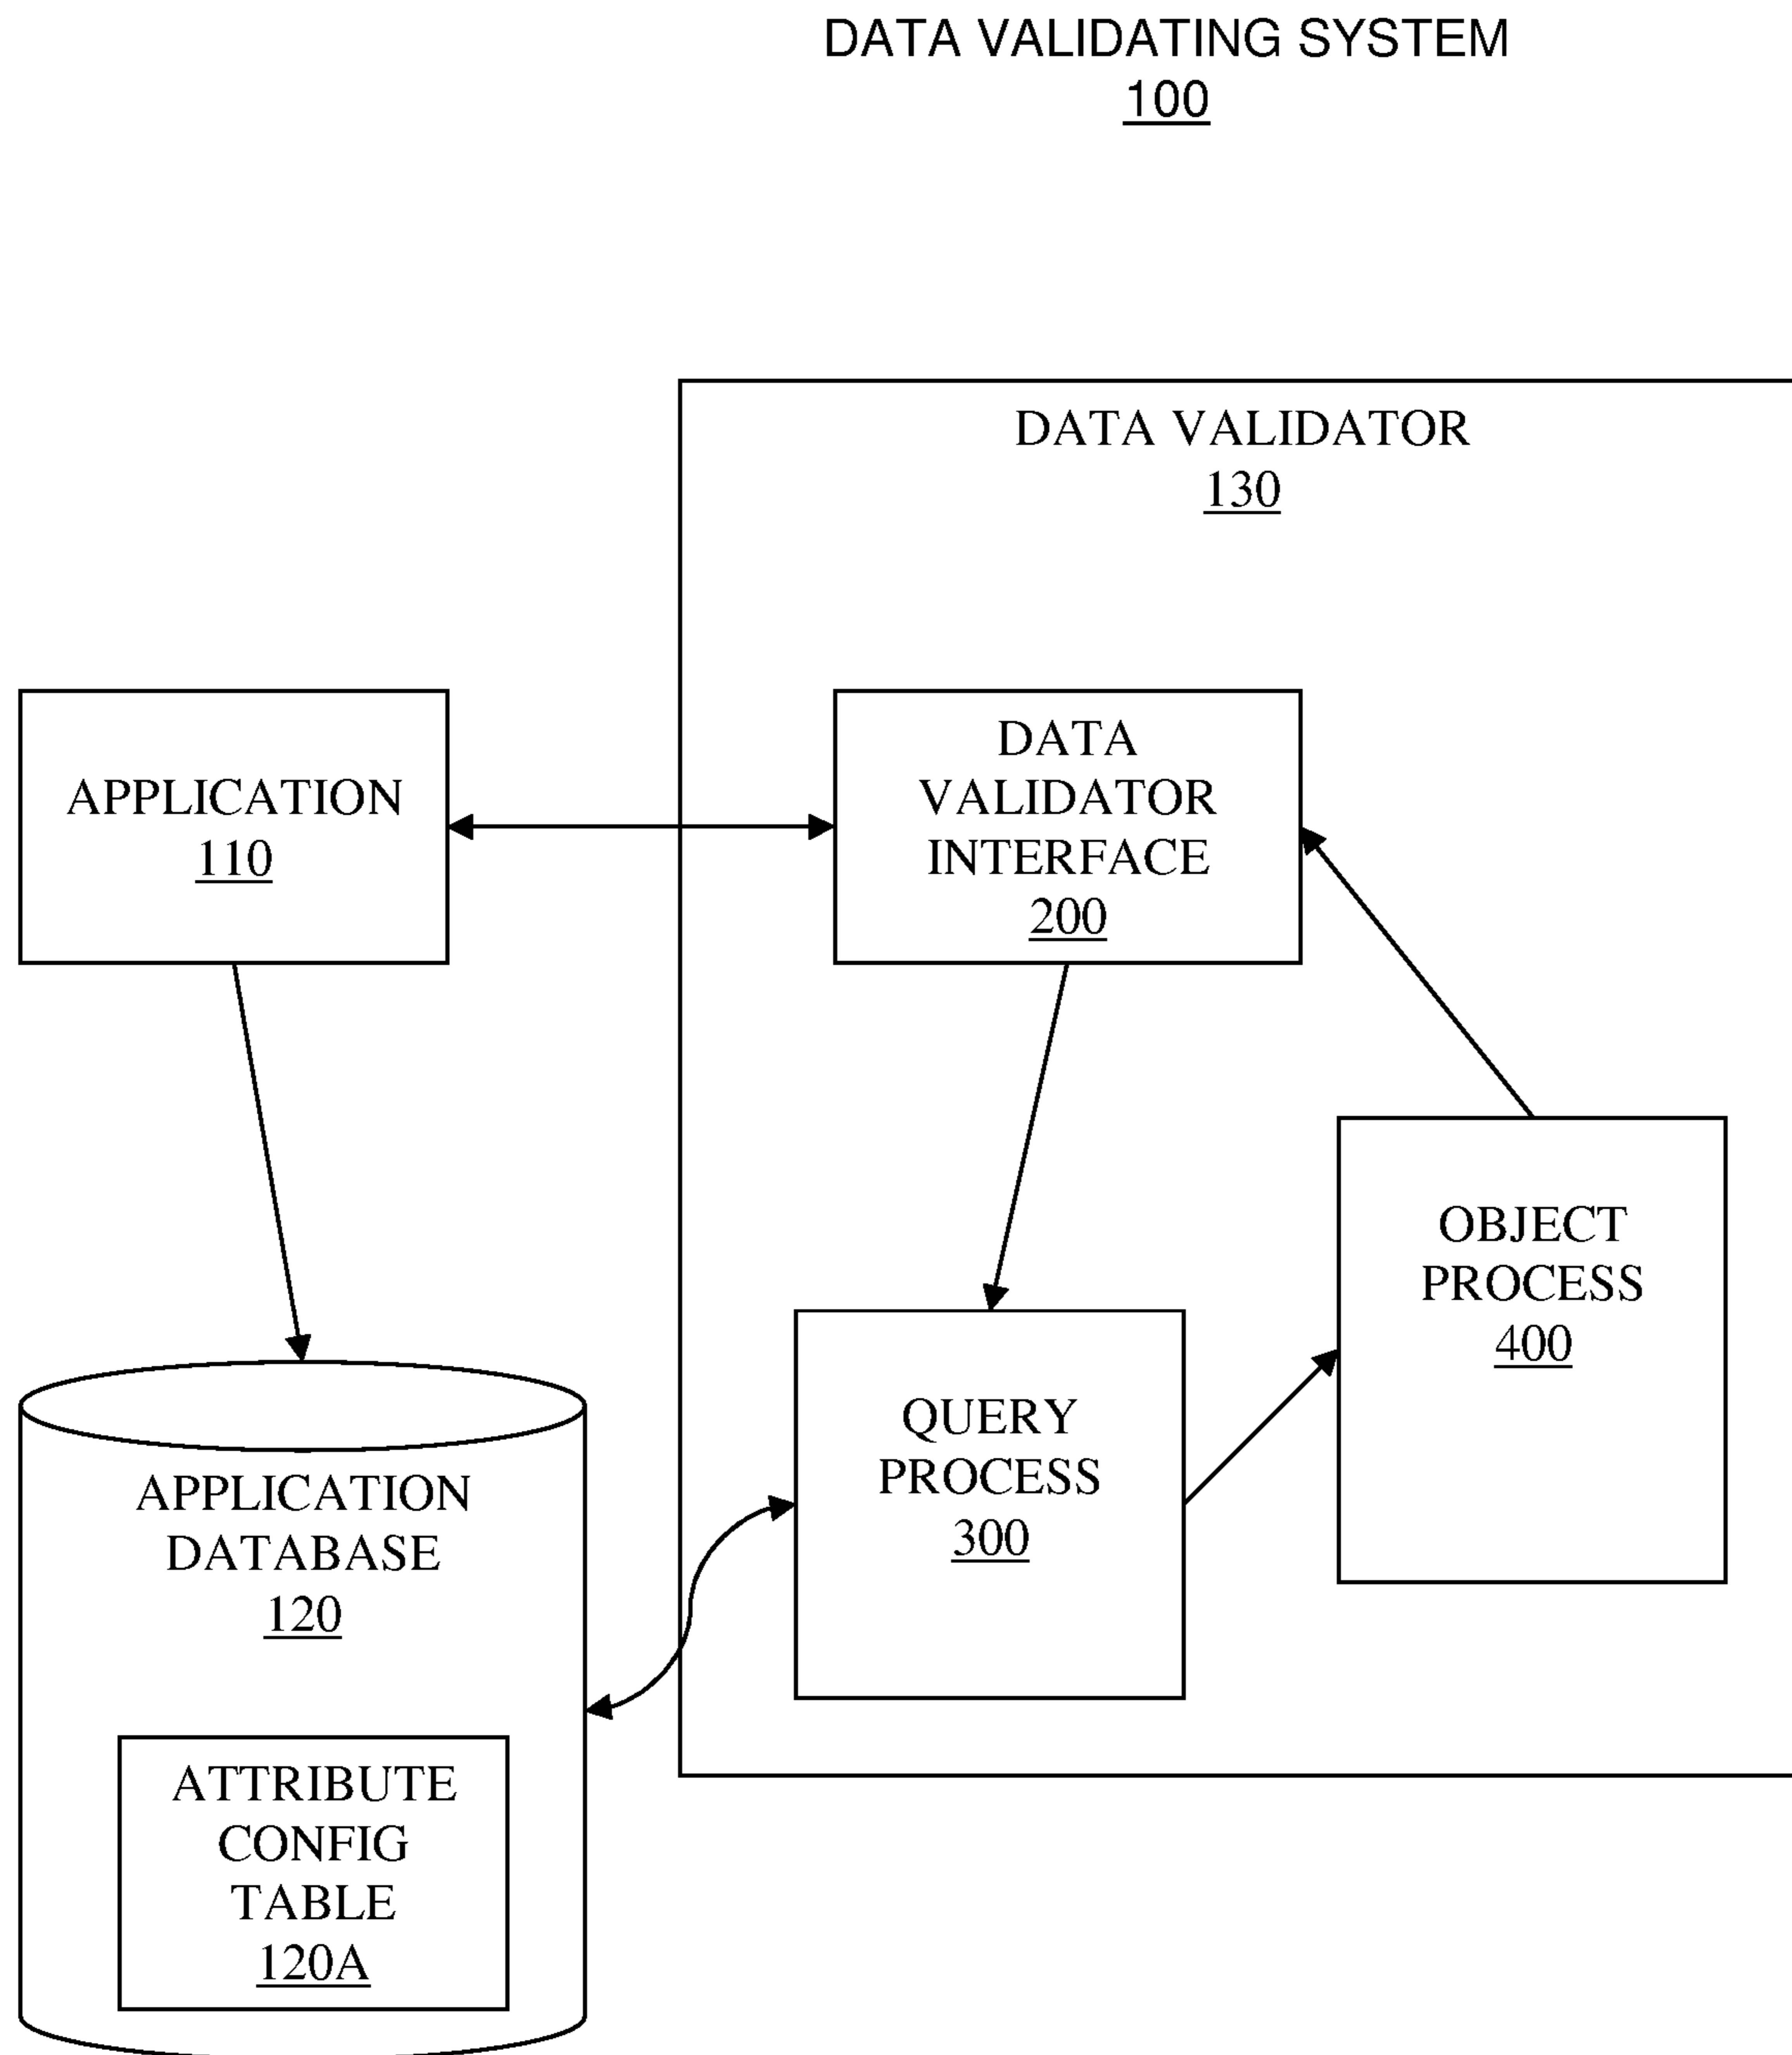 DATA VALIDATING SYSTEM
100
DATA VALIDATOR
130
APPLICATION
110
DATA
VALIDATOR
INTERFACE
200
OBJECT
PROCESS
400
QUERY
PROCESS
300
APPLICATION
DATABASE
120
ATTRIBUTE
CONFIG
TABLE
120A